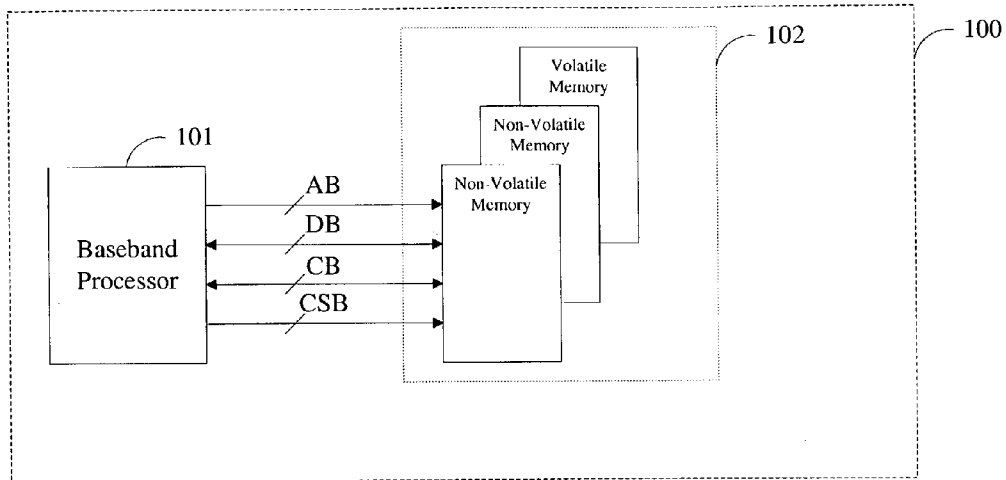 100
102
Volatile
Memory
101
Non-Volatile
Memory
AB
Non-Volatile
Memory
DB
Baseband
Processor
CB
CSB